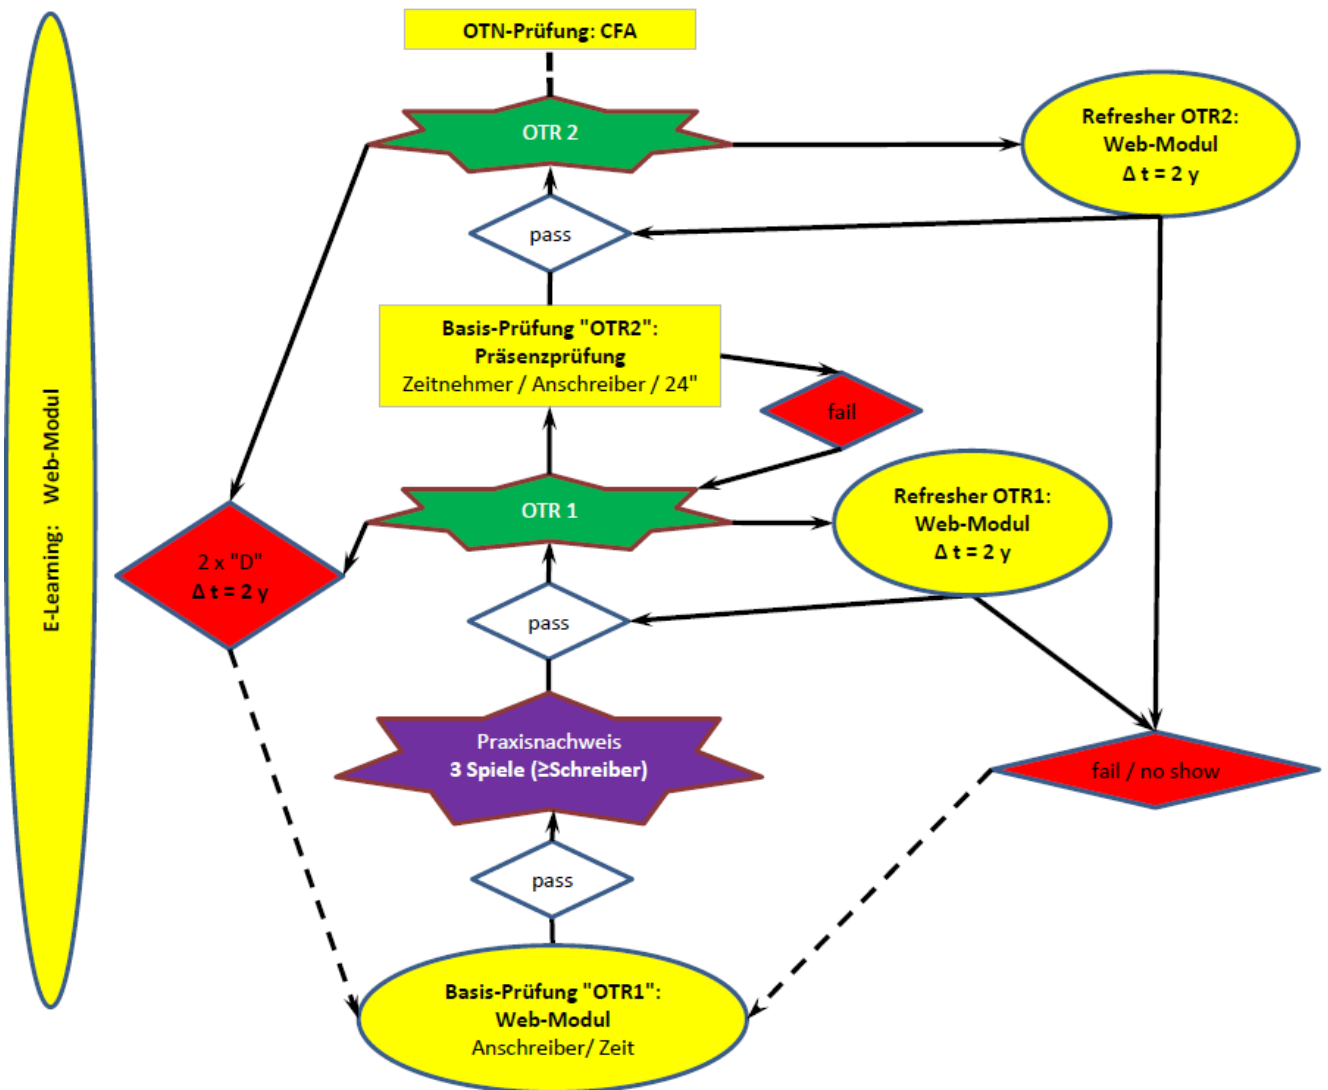 OTN-Prüfung: CFA
OTR 2
Refresher OTR2:
Web-Modul
Δ t = 2 y
pass
Basis-Prüfung "OTR2":
Präsenzprüfung
Zeitnehmer / Anschreiber / 24"
fail
E-Learning: Web-Modul
OTR 1
Refresher OTR1:
Web-Modul
Δ t = 2 y
2 x "D"
Δ t = 2 y
pass
Praxisnachweis
3 Spiele (≥Schreiber)
fail / no show
pass
Basis-Prüfung "OTR1":
Web-Modul
Anschreiber/ Zeit